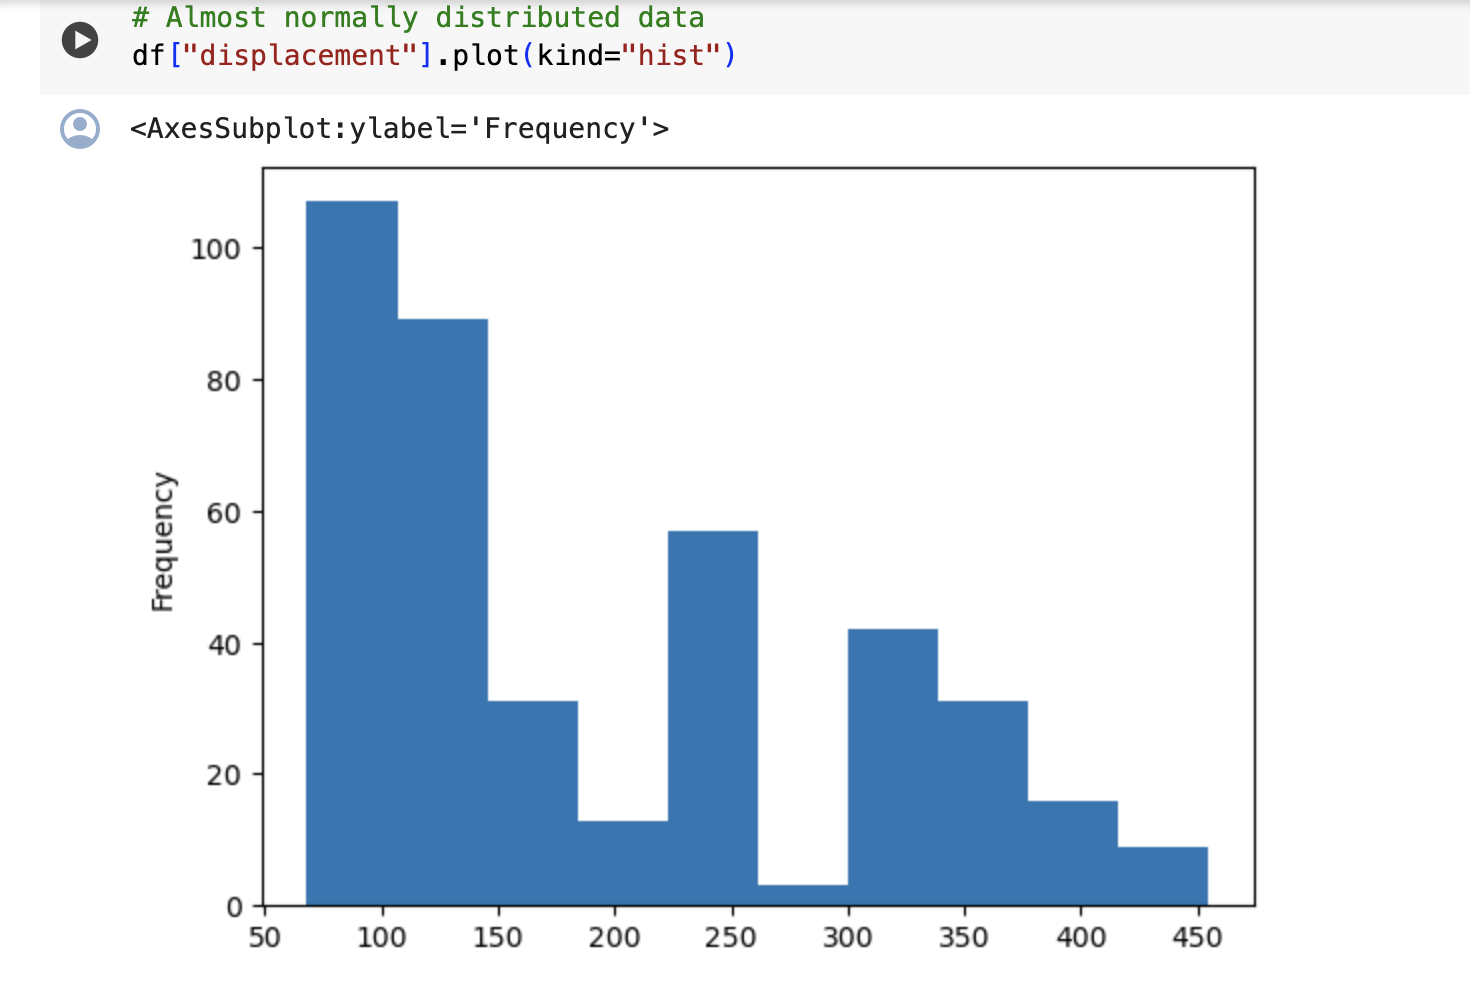 # Almost normally distributed data
df["displacement"].plot(kind="hist")
<AxesSubplot:ylabel='Frequency'>
100
80
60
40
20
0
Frequency
50 100 150 200 250 300 350 400 450